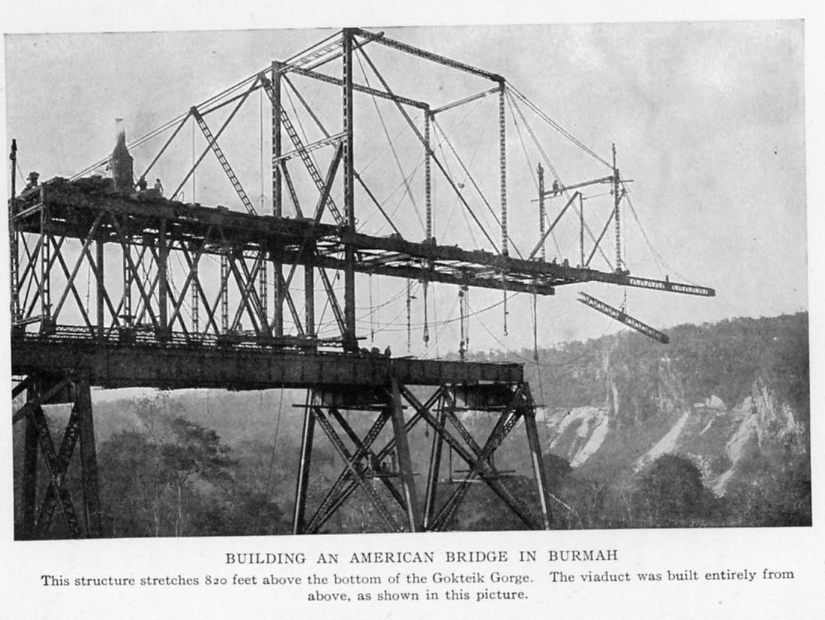 BUILDING AN AMERICAN BRIDGE IN BURMAH
This structure stretches 820 feet above the bottom of the Gokteik Gorge. The viaduct was built entirely from
above, as shown in this picture.